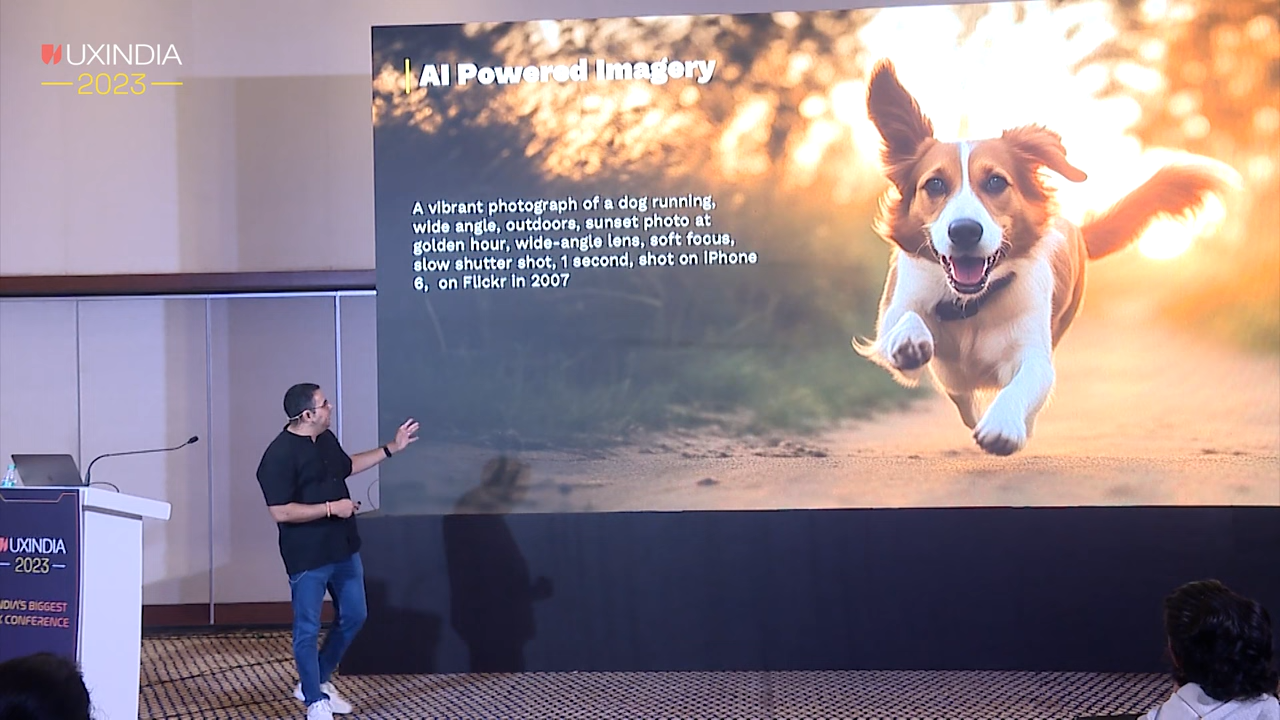 UXINDIA
2023
AI Powered Imagery
A vibrant photograph of a dog running,
wide angle, outdoors, sunset photo at
golden hour, wide-angle lens, soft focus,
slow shutter shot, 1 second, shot on iPhone
6, on Flickr in 2007
UXINDIA
2023
NDIA'S BIGGEST
X CONFERENCE